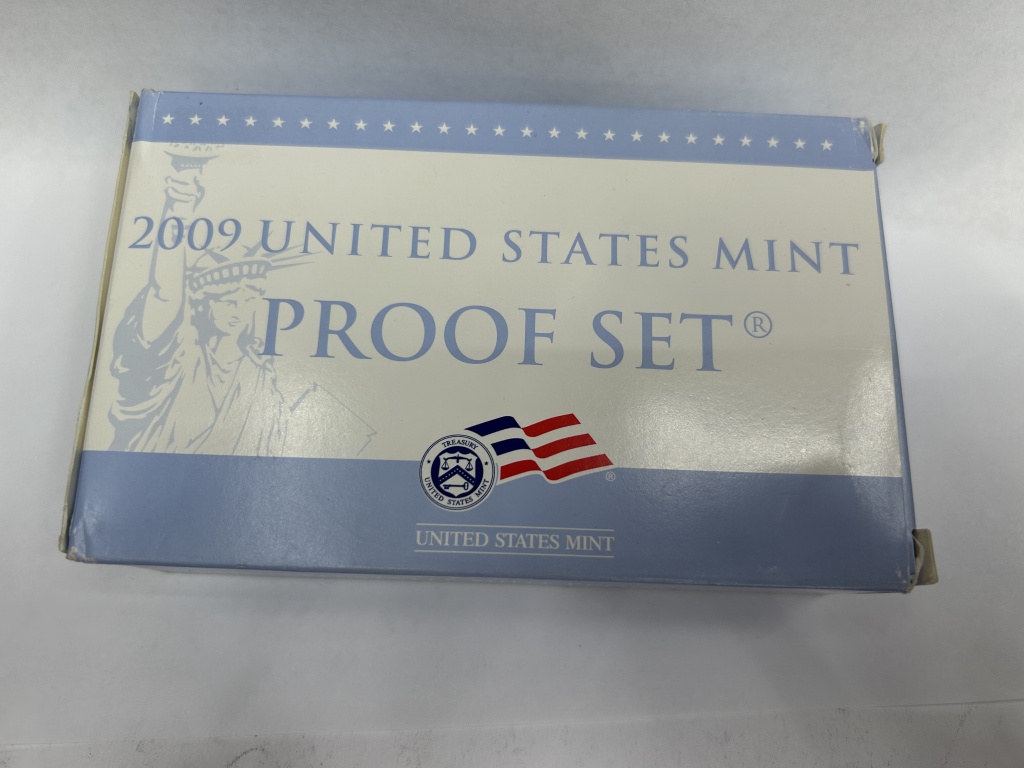 2009 UNITED STATES MINT
PROOF SET®
TREASURY
UNITED STATES MINT
®
UNITED STATES MINT